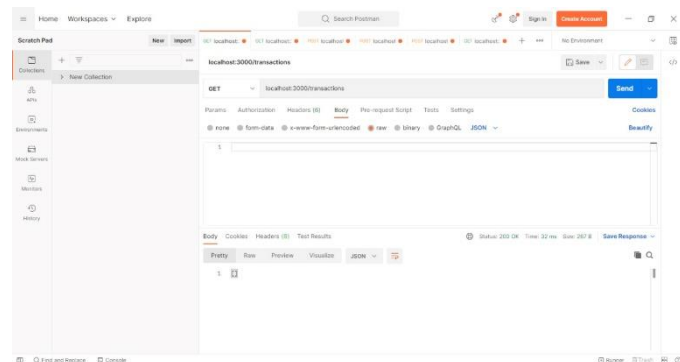 Home Workspaces Explore Search Postman Sign In Create Account
Scratch Pad New Import GET localhost: GET localhost: POST localhost POST localhost POST localhost GET localhost: + No Environment
localhost:3000/transactions Save
Collections
New Collection
GET localhost:3000/transactions Send
APIs
Params Authorization Headers (6) Body Pre-request Script Tests Settings Cookies
Environments
none form-data x-www-form-urlencoded raw binary GraphQL JSON Beautify
1
Mock Servers
Monitors
History
Body Cookies Headers (8) Test Results Status: 200 OK Time: 32 ms Size: 267 B Save Response
Pretty Raw Preview Visualize JSON
1 []
Find and Replace Console Runner Trash